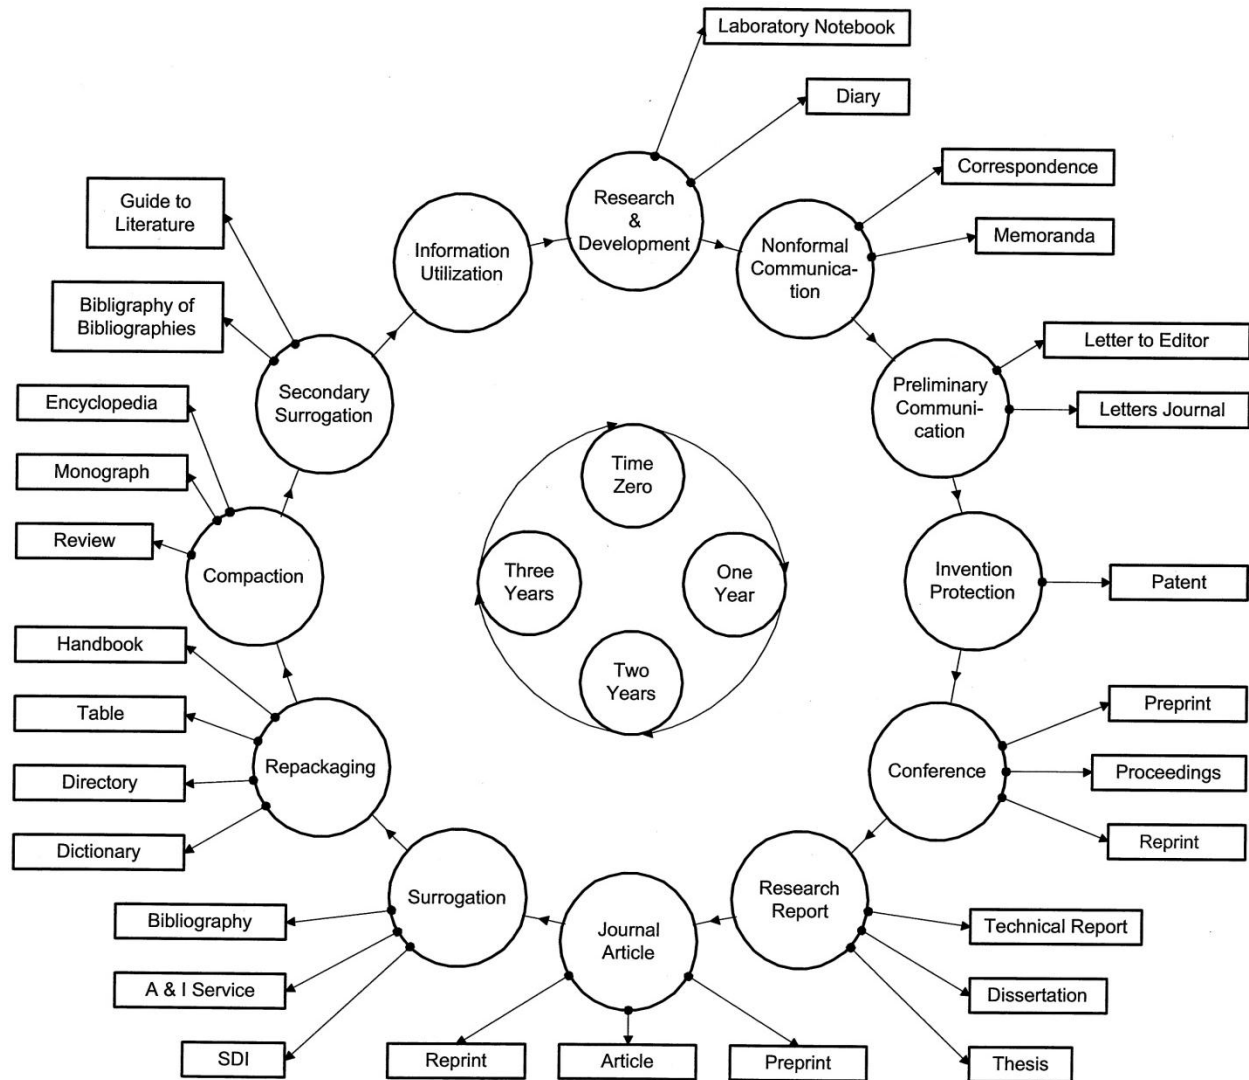 Laboratory Notebook
Diary
Correspondence
Memoranda
Letter to Editor
Letters Journal
Patent
Preprint
Proceedings
Reprint
Technical Report
Dissertation
Thesis
Preprint
Article
Reprint
SDI
A & I Service
Bibliography
Dictionary
Directory
Table
Handbook
Review
Monograph
Encyclopedia
Bibligraphy of
Bibliographies
Guide to
Literature
Research
&
Development
Nonformal
Communica-
tion
Preliminary
Communi-
cation
Invention
Protection
Conference
Research
Report
Journal
Article
Surrogation
Repackaging
Compaction
Secondary
Surrogation
Information
Utilization
Time
Zero
One
Year
Two
Years
Three
Years